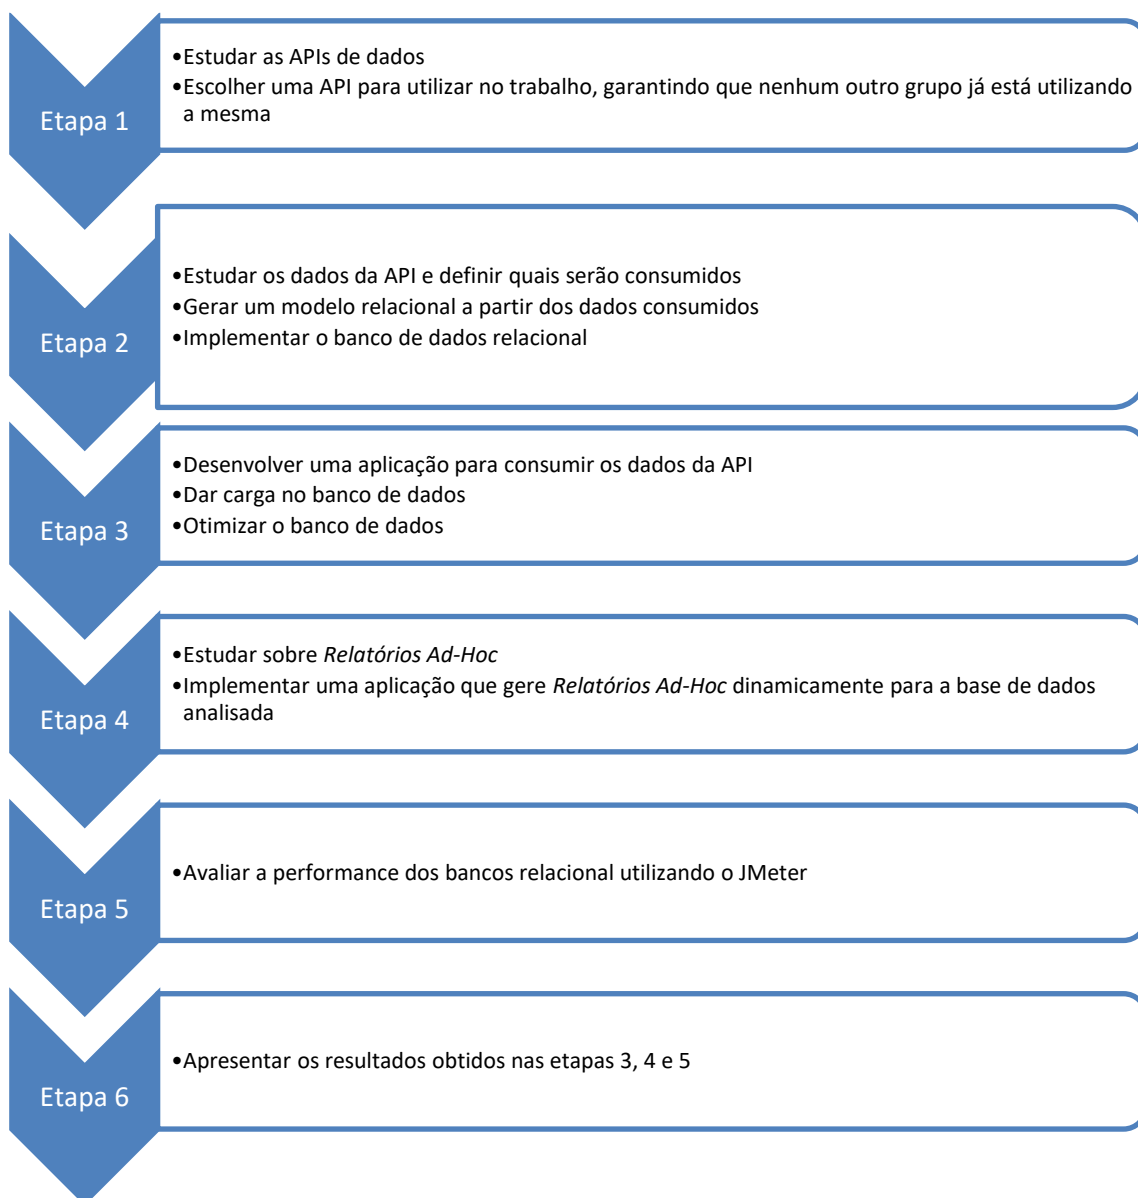 Etapa 1
•Estudar as APIs de dados
•Escolher uma API para utilizar no trabalho, garantindo que nenhum outro grupo já está utilizando
a mesma
Etapa 2
•Estudar os dados da API e definir quais serão consumidos
•Gerar um modelo relacional a partir dos dados consumidos
•Implementar o banco de dados relacional
Etapa 3
•Desenvolver uma aplicação para consumir os dados da API
•Dar carga no banco de dados
•Otimizar o banco de dados
Etapa 4
•Estudar sobre Relatórios Ad-Hoc
•Implementar uma aplicação que gere Relatórios Ad-Hoc dinamicamente para a base de dados
analisada
Etapa 5
•Avaliar a performance dos bancos relacional utilizando o JMeter
Etapa 6
•Apresentar os resultados obtidos nas etapas 3, 4 e 5